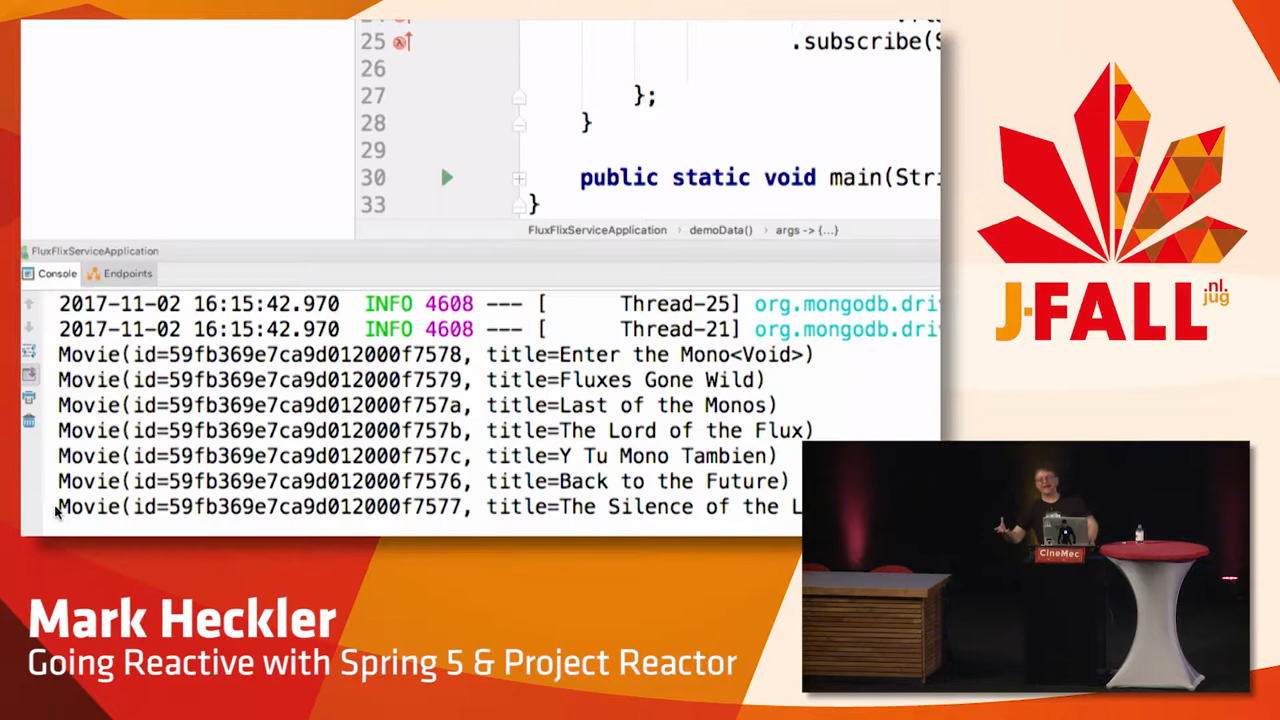 25 .subscribe(S
26
27 };
28 }
29
30 public static void main(Stri
33 }
FluxFlixServiceApplication › demoData() › args -> {...}
FluxFlixServiceApplication
Console Endpoints
2017-11-02 16:15:42.970 INFO 4608 --- [ Thread-25] org.mongodb.driv
2017-11-02 16:15:42.970 INFO 4608 --- [ Thread-21] org.mongodb.driv
Movie(id=59fb369e7ca9d012000f7578, title=Enter the Mono<Void>)
Movie(id=59fb369e7ca9d012000f7579, title=Fluxes Gone Wild)
Movie(id=59fb369e7ca9d012000f757a, title=Last of the Monos)
Movie(id=59fb369e7ca9d012000f757b, title=The Lord of the Flux)
Movie(id=59fb369e7ca9d012000f757c, title=Y Tu Mono Tambien)
Movie(id=59fb369e7ca9d012000f7576, title=Back to the Future)
Movie(id=59fb369e7ca9d012000f7577, title=The Silence of the L
J-FALL .nl.jug
CineMec
Mark Heckler
Going Reactive with Spring 5 & Project Reactor